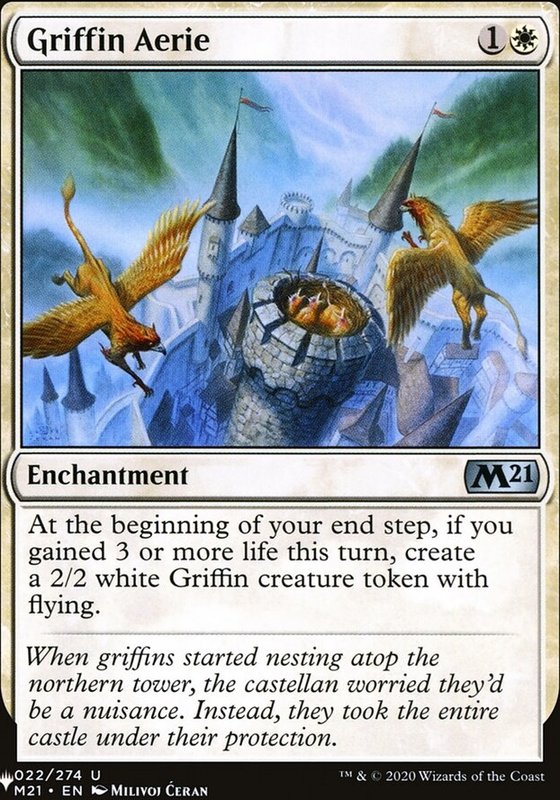 Griffin Aerie 1
Enchantment M21
At the beginning of your end step, if you
gained 3 or more life this turn, create
a 2/2 white Griffin creature token with
flying.
When griffins started nesting atop the
northern tower, the castellan worried they'd
be a nuisance. Instead, they took the entire
castle under their protection.
022/274 U
M21 • EN Milivoj Ćeran
™ & © 2020 Wizards of the Coast